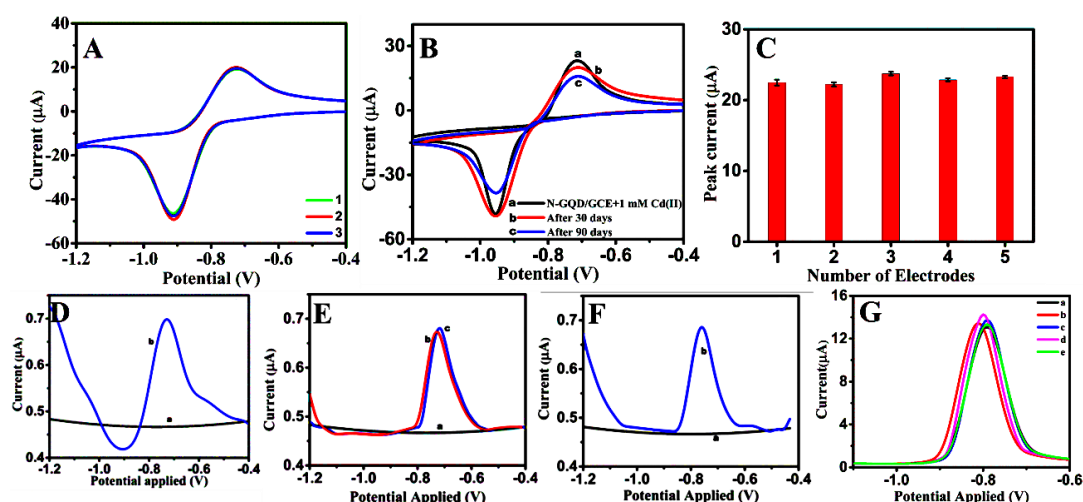 A
Current (µA)
40
20
0
-20
-40
-60
1
2
3
-1.2 -1.0 -0.8 -0.6 -0.4
Potential (V)
B
Current (µA)
30
0
-30
-60
a
b
c
a N-GQD/GCE+1 mM Cd(II)
b After 30 days
c After 90 days
-1.2 -1.0 -0.8 -0.6 -0.4
Potential (V)
C
Peak current (µA)
30
20
10
0
1 2 3 4 5
Number of Electrodes
D
Current (µA)
0.7
0.6
0.5
0.4
b
a
-1.2 -1.0 -0.8 -0.6 -0.4
Potential applied (V)
E
Current (µA)
0.7
0.6
0.5
0.4
b
c
a
-1.2 -1.0 -0.8 -0.6 -0.4
Potential Applied (V)
F
Current (µA)
0.7
0.6
0.5
0.4
b
a
-1.2 -1.0 -0.8 -0.6 -0.4
Potential Applied (V)
G
Current(µA)
16
12
8
4
0
a
b
c
d
e
-1.0 -0.8 -0.6
Potential Applied (V)